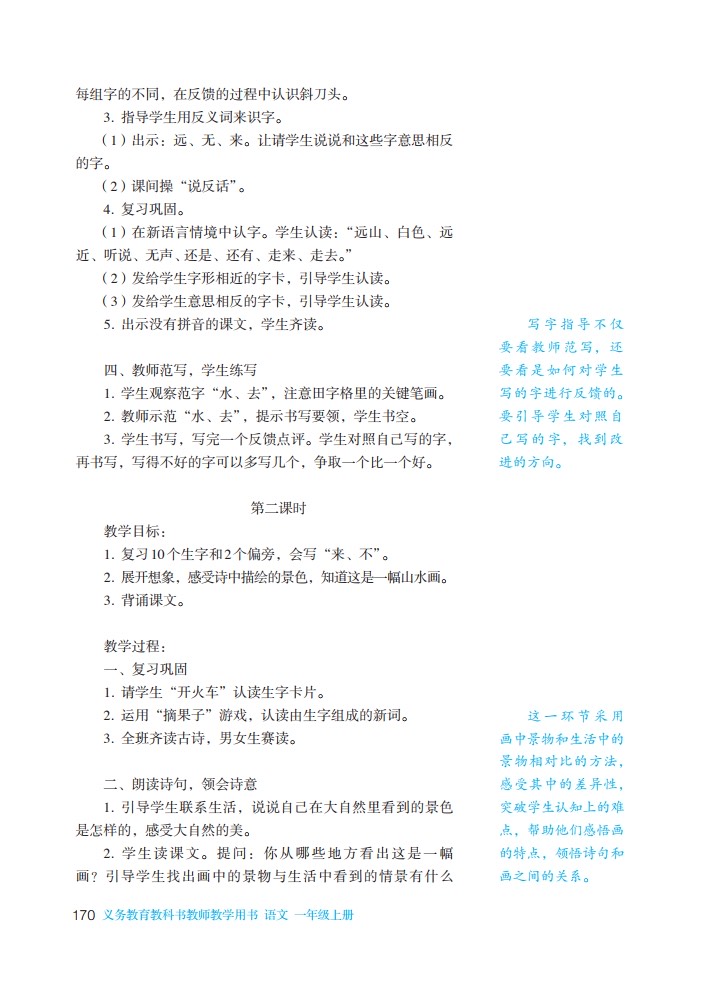 每组字的不同，在反馈的过程中认识斜刀头。
3. 指导学生用反义词来识字。
（1）出示：远、无、来。让请学生说说和这些字意思相反
的字。
（2）课间操“说反话”。
4. 复习巩固。
（1）在新语言情境中认字。学生认读：“远山、白色、远
近、听说、无声、还是、还有、走来、走去。”
（2）发给学生字形相近的字卡，引导学生认读。
（3）发给学生意思相反的字卡，引导学生认读。
5. 出示没有拼音的课文，学生齐读。
四、教师范写，学生练写
1. 学生观察范字“水、去”，注意田字格里的关键笔画。
2. 教师示范“水、去”，提示书写要领，学生书空。
3. 学生书写，写完一个反馈点评。学生对照自己写的字，
再书写，写得不好的字可以多写几个，争取一个比一个好。
写字指导不仅
要看教师范写，还
要看是如何对学生
写的字进行反馈的。
要引导学生对照自
己写的字，找到改
进的方向。
第二课时
教学目标：
1. 复习10个生字和2个偏旁，会写“来、不”。
2. 展开想象，感受诗中描绘的景色，知道这是一幅山水画。
3. 背诵课文。
教学过程：
一、复习巩固
1. 请学生“开火车”认读生字卡片。
2. 运用“摘果子”游戏，认读由生字组成的新词。
3. 全班齐读古诗，男女生赛读。
二、朗读诗句，领会诗意
1. 引导学生联系生活，说说自己在大自然里看到的景色
是怎样的，感受大自然的美。
2. 学生读课文。提问：你从哪些地方看出这是一幅
画？引导学生找出画中的景物与生活中看到的情景有什么
这一环节采用
画中景物和生活中的
景物相对比的方法，
感受其中的差异性，
突破学生认知上的难
点，帮助他们感悟画
的特点，领悟诗句和
画之间的关系。
170 义务教育教科书教师教学用书 语文 一年级上册